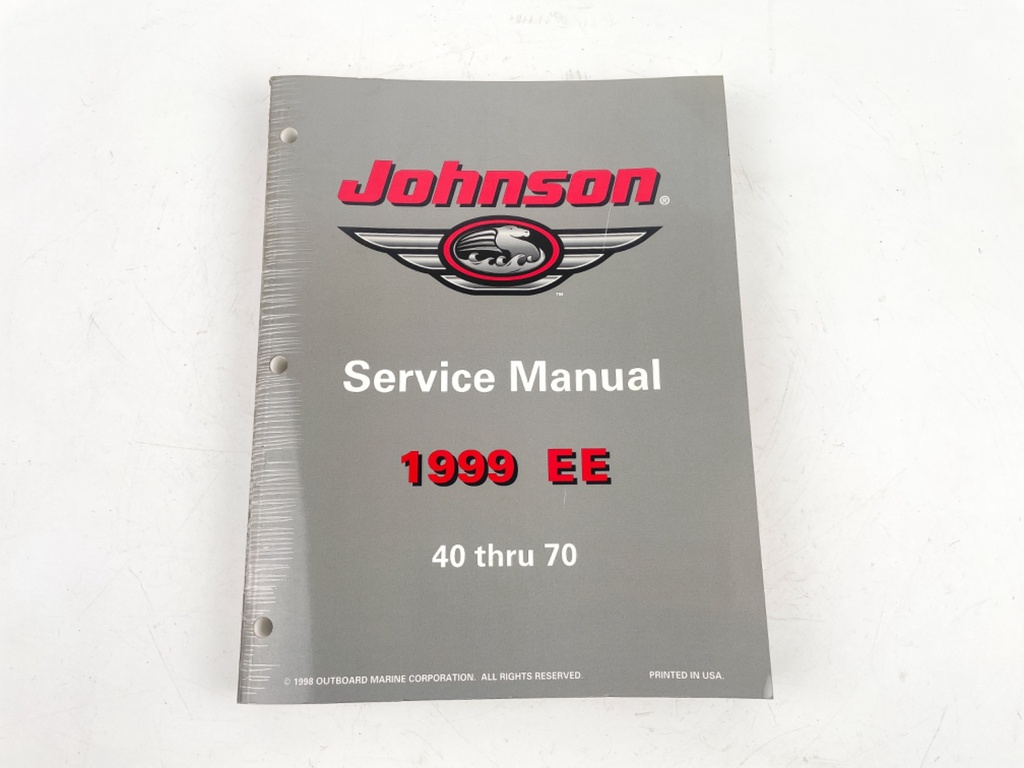 Johnson®
™
Service Manual
1999 EE
40 thru 70
© 1998 OUTBOARD MARINE CORPORATION. ALL RIGHTS RESERVED. PRINTED IN USA.